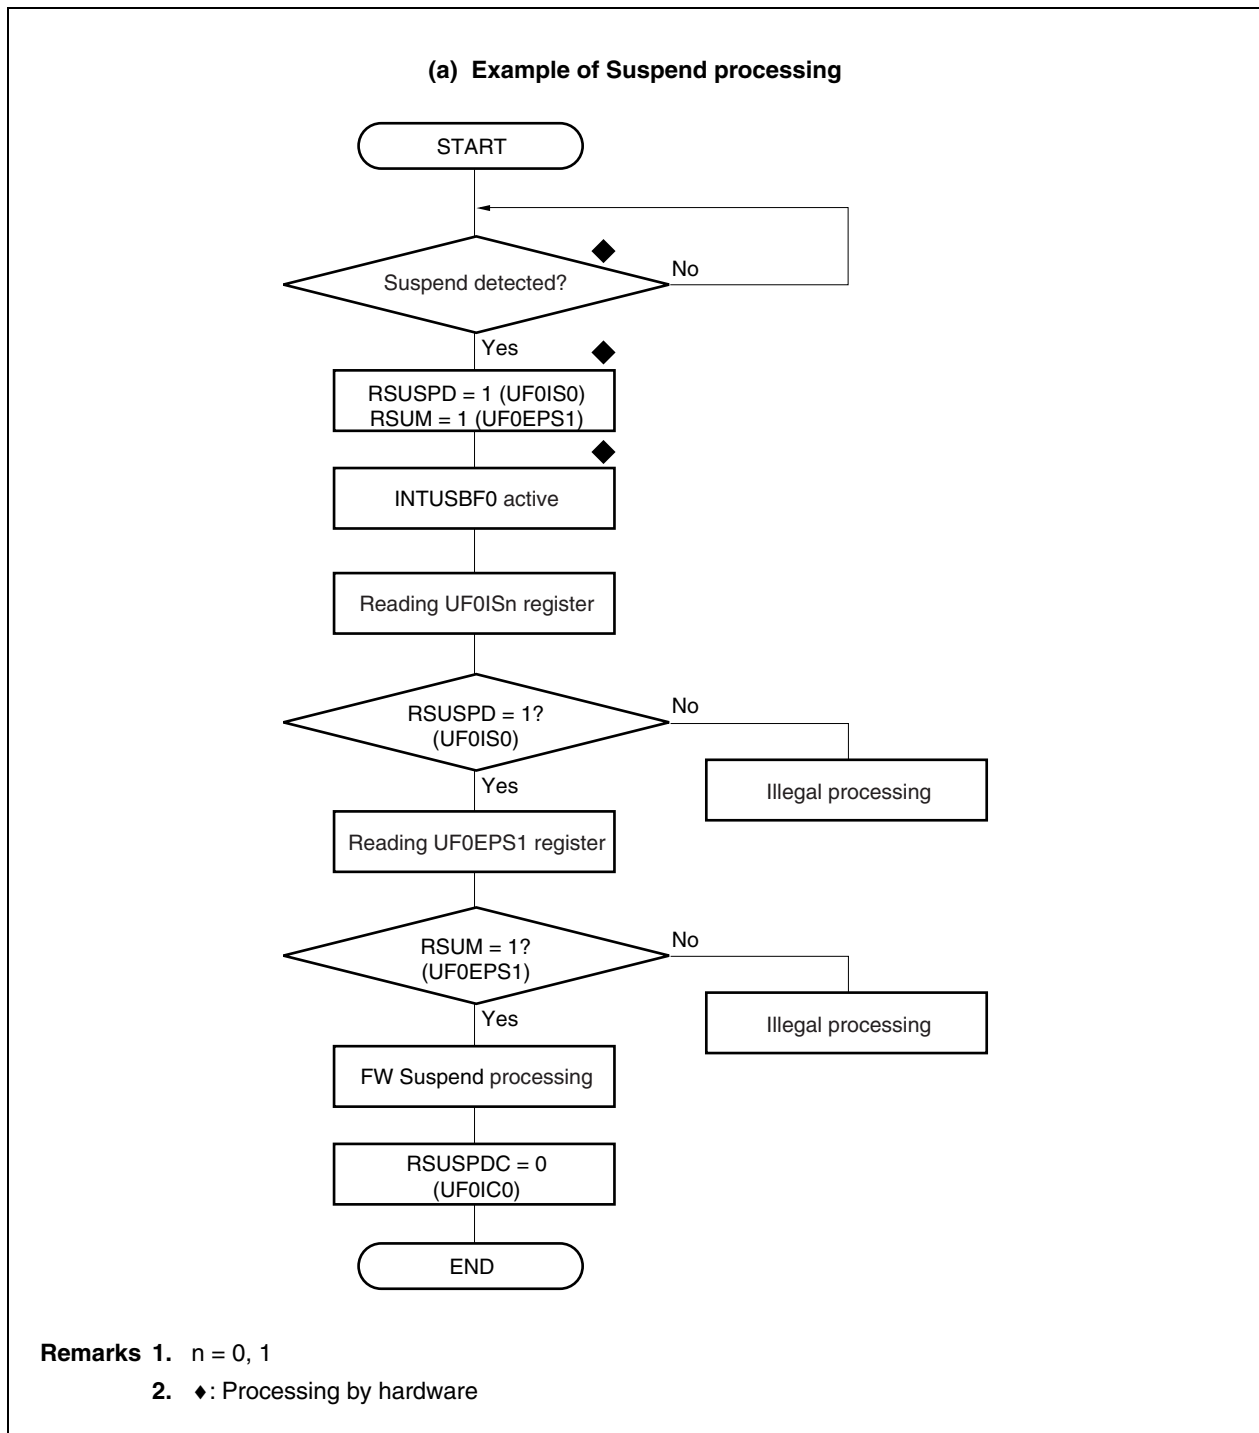 (a) Example of Suspend processing
START
Suspend detected?
No
Yes
RSUSPD = 1 (UF0IS0)
RSUM = 1 (UF0EPS1)
INTUSBF0 active
Reading UF0ISn register
RSUSPD = 1?
(UF0IS0)
No
Illegal processing
Yes
Reading UF0EPS1 register
RSUM = 1?
(UF0EPS1)
No
Illegal processing
Yes
FW Suspend processing
RSUSPDC = 0
(UF0IC0)
END
Remarks 1. n = 0, 1
2. ♦: Processing by hardware